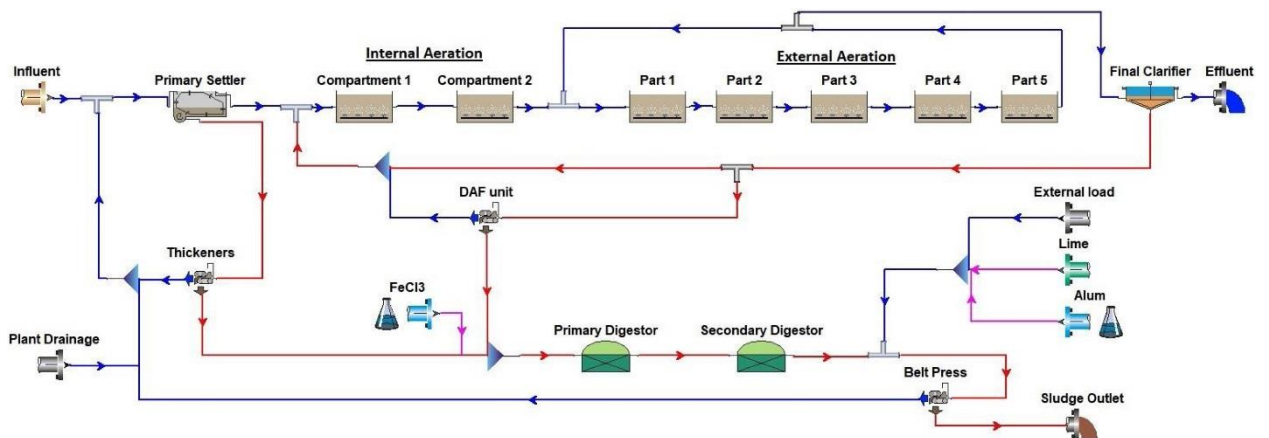 Internal Aeration
External Aeration
Influent
Primary Settler
Compartment 1
Compartment 2
Part 1
Part 2
Part 3
Part 4
Part 5
Final Clarifier
Effluent
DAF unit
External load
Thickeners
Lime
FeCl3
Alum
Plant Drainage
Primary Digestor
Secondary Digestor
Belt Press
Sludge Outlet